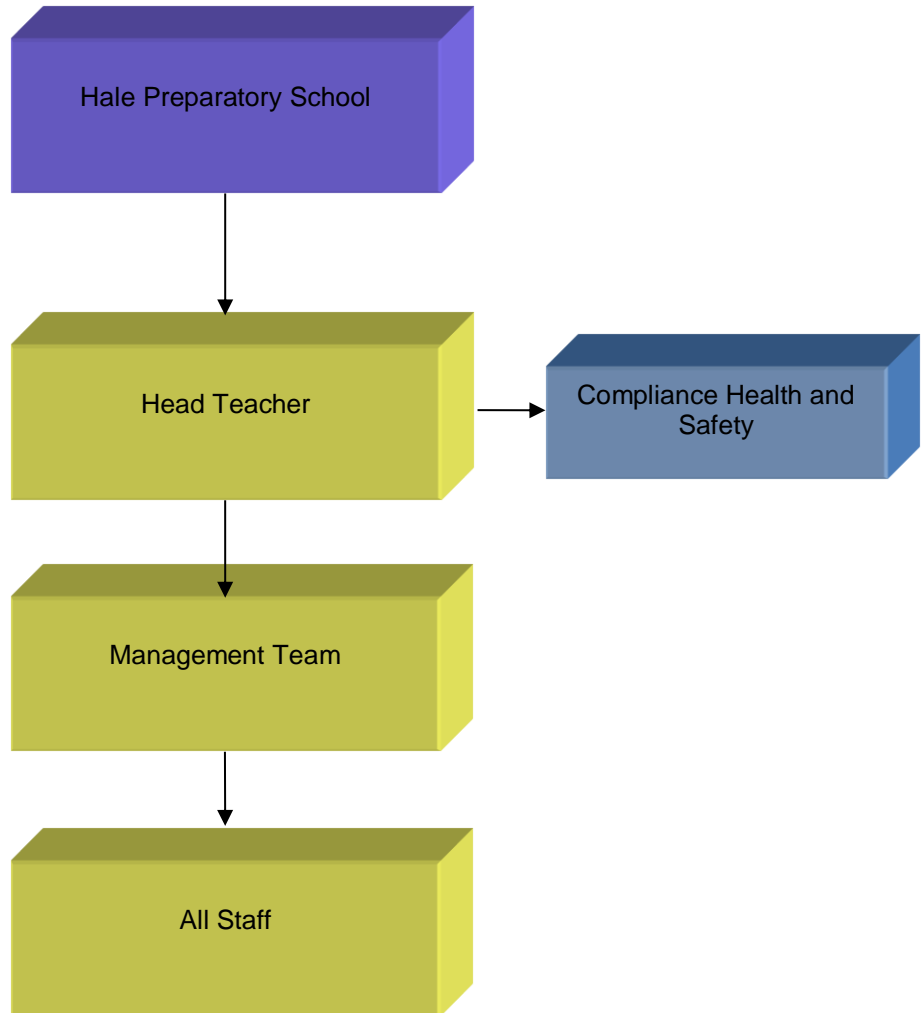 Hale Preparatory School
Head Teacher
Compliance Health and
Safety
Management Team
All Staff